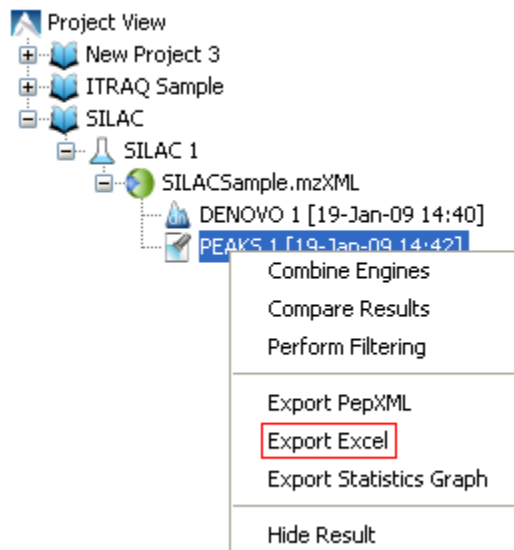 Project View
New Project 3
ITRAQ Sample
SILAC
SILAC 1
SILACSample.mzXML
DENOVO 1 [19-Jan-09 14:40]
PEAKS 1 [19-Jan-09 14:42]
Combine Engines
Compare Results
Perform Filtering
Export PepXML
Export Excel
Export Statistics Graph
Hide Result